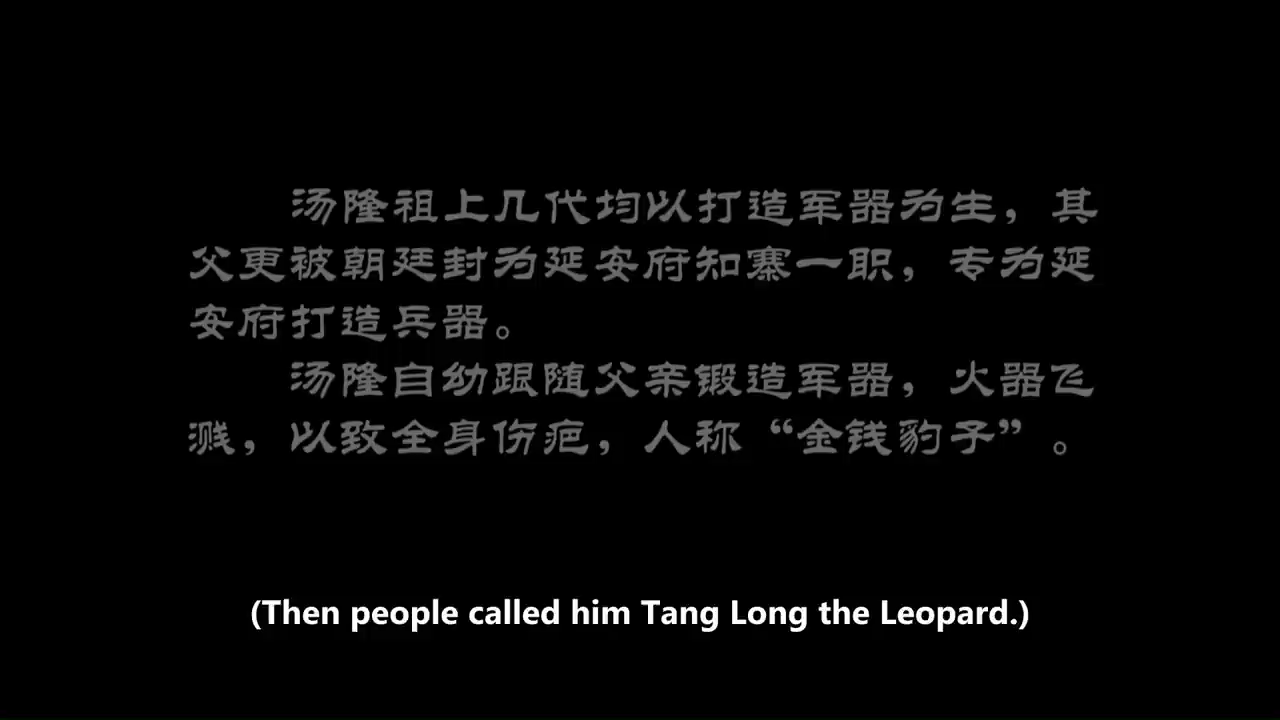 汤隆祖上几代均以打造军器为生，其
父更被朝廷封为延安府知寨一职，专为延
安府打造兵器。
汤隆自幼跟随父亲锻造军器，火器飞
溅，以致全身伤疤，人称“金钱豹子”。
(Then people called him Tang Long the Leopard.)